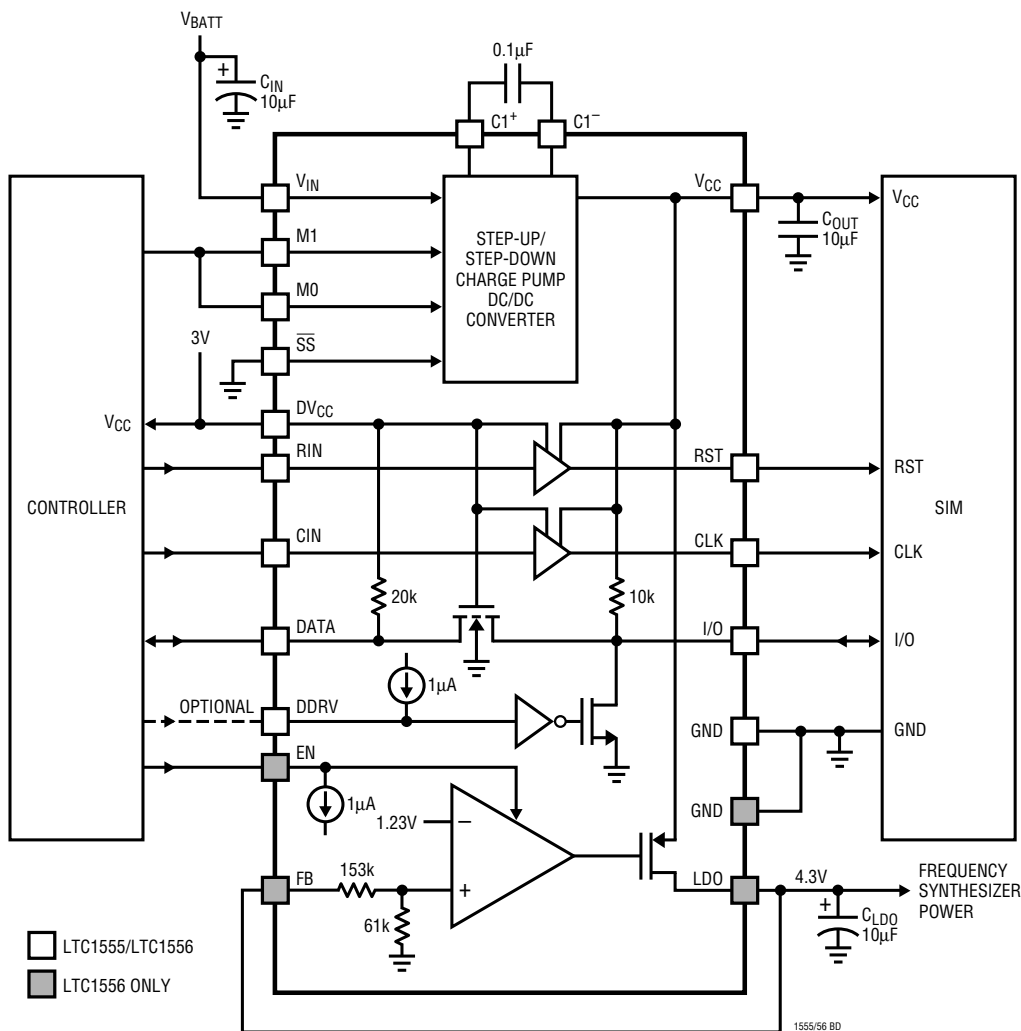 VBATT
+
CIN
10µF
0.1µF
C1+
C1–
VIN
M1
M0
SS
3V
VCC
DVCC
RIN
CONTROLLER
CIN
DATA
OPTIONAL
DDRV
EN
FB
STEP-UP/
STEP-DOWN
CHARGE PUMP
DC/DC
CONVERTER
20k
10k
1µA
1µA
1.23V
–
+
153k
61k
VCC
COUT
10µF
VCC
RST
RST
SIM
CLK
CLK
I/O
I/O
GND
GND
GND
LDO
4.3V
FREQUENCY
SYNTHESIZER
POWER
+
CLDO
10µF
LTC1555/LTC1556
LTC1556 ONLY
1555/56 BD